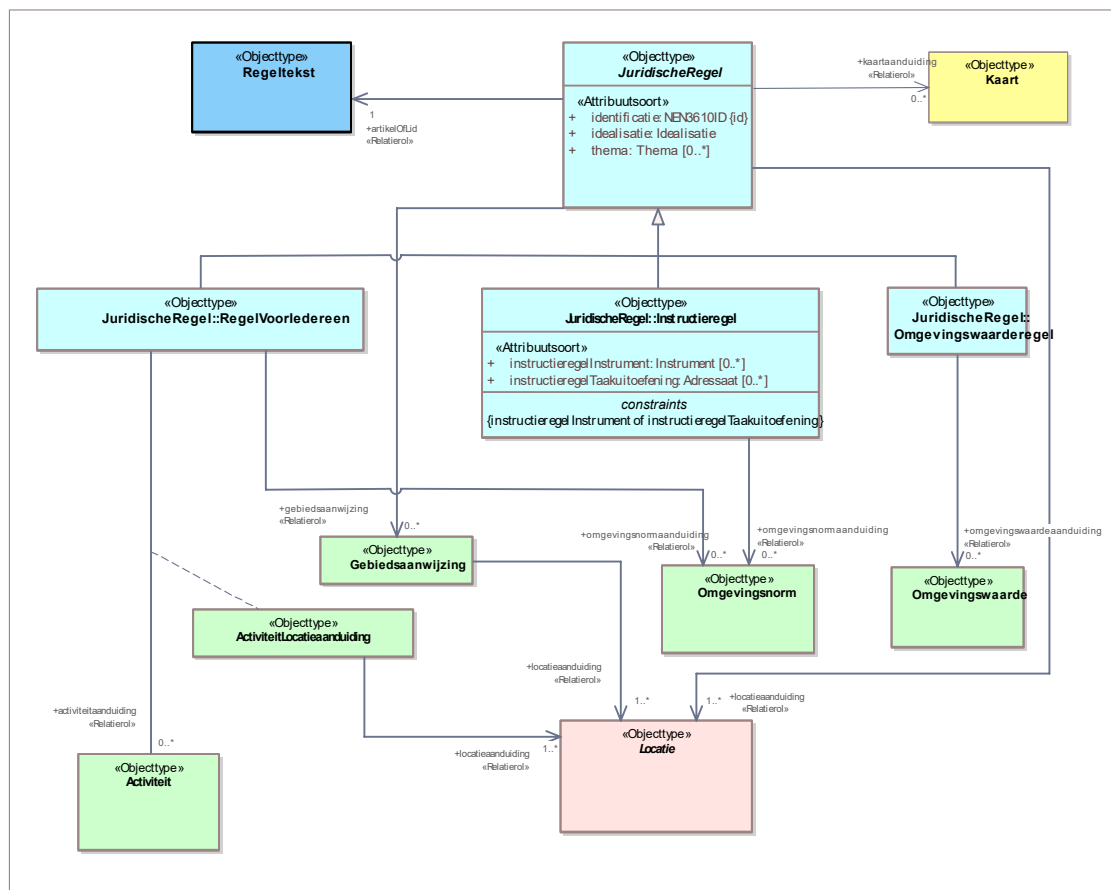 «Objecttype»
Regeltekst
«Objecttype»
JuridischeRegel
«Attribuutsoort»
+ identificatie: NEN3610ID {id}
+ idealisatie: Idealisatie
+ thema: Thema [0..*]
+kaartaanduiding
«Relatierol»
0..*
«Objecttype»
Kaart
1
+artikelOfLid
«Relatierol»
«Objecttype»
JuridischeRegel::RegelVoorIedereen
«Objecttype»
JuridischeRegel::Instructieregel
«Attribuutsoort»
+ instructieregelInstrument: Instrument [0..*]
+ instructieregelTaakuitoefening: Adressaat [0..*]
constraints
{instructieregelInstrument of instructieregelTaakuitoefening}
«Objecttype»
JuridischeRegel::
Omgevingswaarderegel
+gebiedsaanwijzing
«Relatierol»
0..*
+omgevingsnormaanduiding
«Relatierol»
0..*
+omgevingsnormaanduiding
«Relatierol»
0..*
+omgevingswaardeaanduiding
«Relatierol»
0..*
«Objecttype»
Gebiedsaanwijzing
«Objecttype»
Omgevingsnorm
«Objecttype»
Omgevingswaarde
«Objecttype»
ActiviteitLocatieaanduiding
+locatieaanduiding
«Relatierol»
1..*
+locatieaanduiding
«Relatierol»
1..*
+activiteitaanduiding
«Relatierol»
0..*
+locatieaanduiding
«Relatierol»
1..*
«Objecttype»
Locatie
«Objecttype»
Activiteit